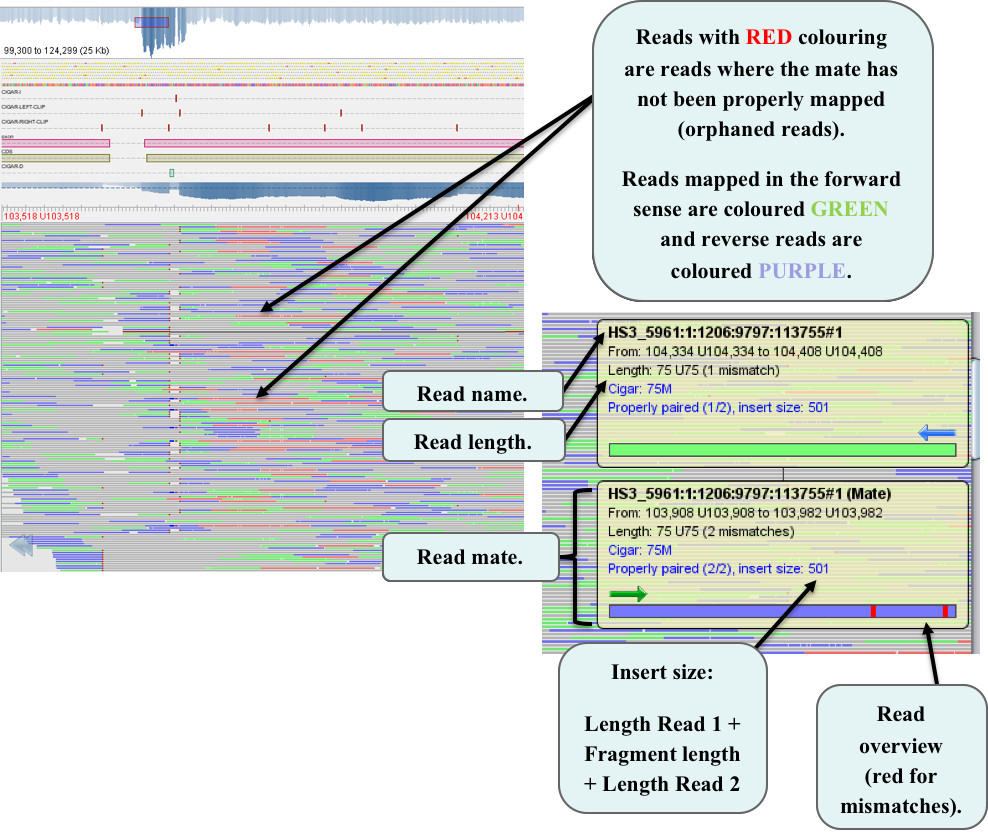 99,300 to 124,299 (25 Kb)
CIGAR-I
CIGAR-LEFT-CLIP
CIGAR-RIGHT-CLIP
CDS
CIGAR-D
103,518 U103,518
104,213 U104
Reads with RED colouring
are reads where the mate has
not been properly mapped
(orphaned reads).
Reads mapped in the forward
sense are coloured GREEN
and reverse reads are
coloured PURPLE.
HS3_5961:1:1206:9797:113755#1
From: 104,334 U104,334 to 104,408 U104,408
Length: 75 U75 (1 mismatch)
Cigar: 75M
Properly paired (1/2), insert size: 501
Read name.
Read length.
HS3_5961:1:1206:9797:113755#1 (Mate)
From: 103,908 U103,908 to 103,982 U103,982
Length: 75 U75 (2 mismatches)
Cigar: 75M
Properly paired (2/2), insert size: 501
Read mate.
Insert size:
Length Read 1 +
Fragment length
+ Length Read 2
Read
overview
(red for
mismatches).